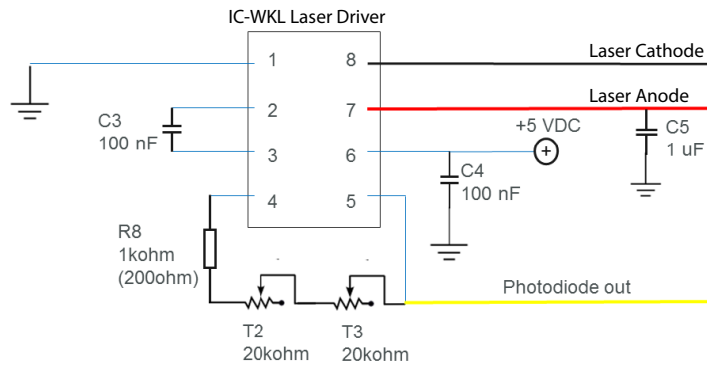 IC-WKL Laser Driver
1
8
Laser Cathode
2
7
Laser Anode
C3
100 nF
+5 VDC
C5
1 uF
3
6
C4
100 nF
4
5
R8
1kohm
(200ohm)
Photodiode out
T2
20kohm
T3
20kohm